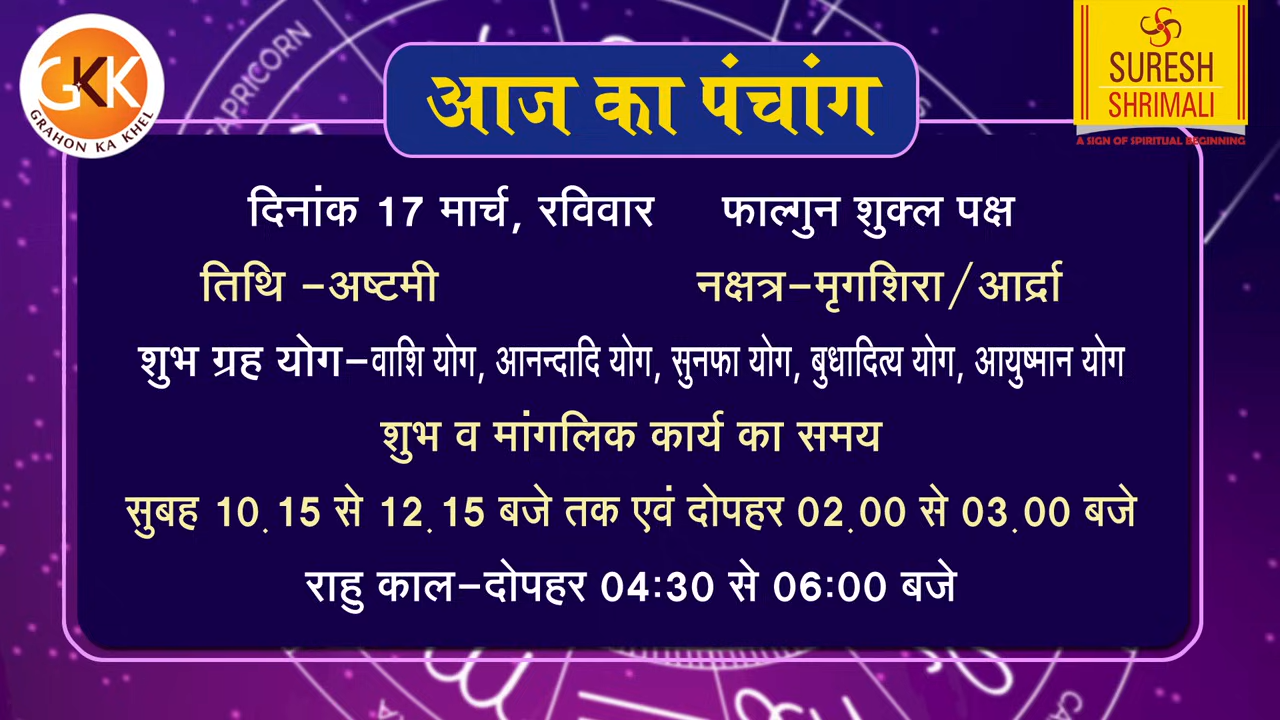 GKK
GRAHON KA KHEL
CAPRICORN
आज का पंचांग
SURESH
SHRIMALI
A SIGN OF SPIRITUAL BEGINNING
दिनांक 17 मार्च, रविवार फाल्गुन शुक्ल पक्ष
तिथि -अष्टमी नक्षत्र-मृगशिरा/आर्द्रा
शुभ ग्रह योग-वाशि योग, आनन्दादि योग, सुनफा योग, बुधादित्य योग, आयुष्मान योग
शुभ व मांगलिक कार्य का समय
सुबह 10.15 से 12.15 बजे तक एवं दोपहर 02.00 से 03.00 बजे
राहु काल-दोपहर 04:30 से 06:00 बजे